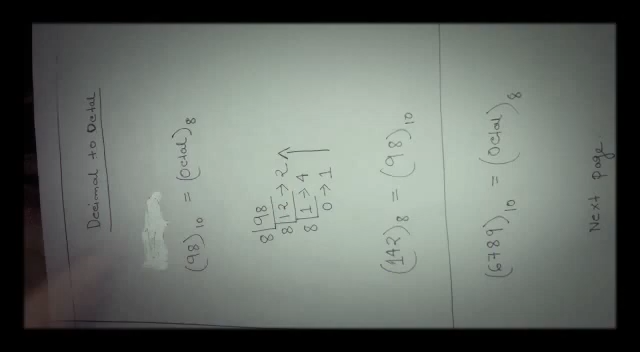 Decimal to Octal
(98)10 = (Octal)8
8 98
8 12 → 2
8 1 → 4
0 → 1
(142)8 = (98)10
(6789)10 = (Octal)8
Next page.